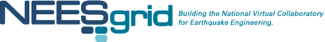 NEESgrid
Building the National Virtual Collaboratory
for Earthquake Engineering.